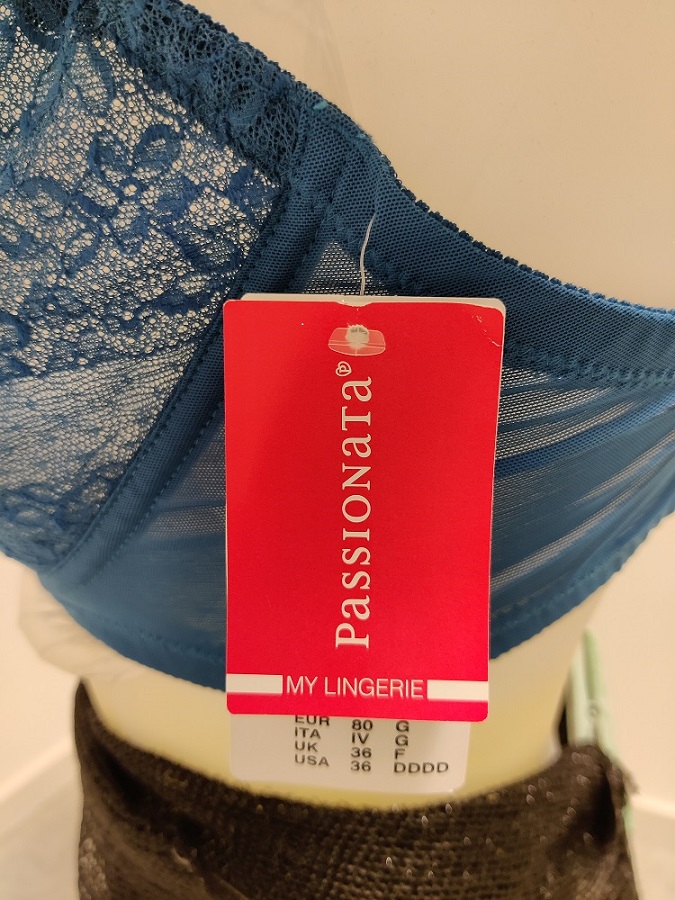 Passionata
MY LINGERIE
EUR 80 G
ITA IV G
UK 36 F
USA 36 DDDD